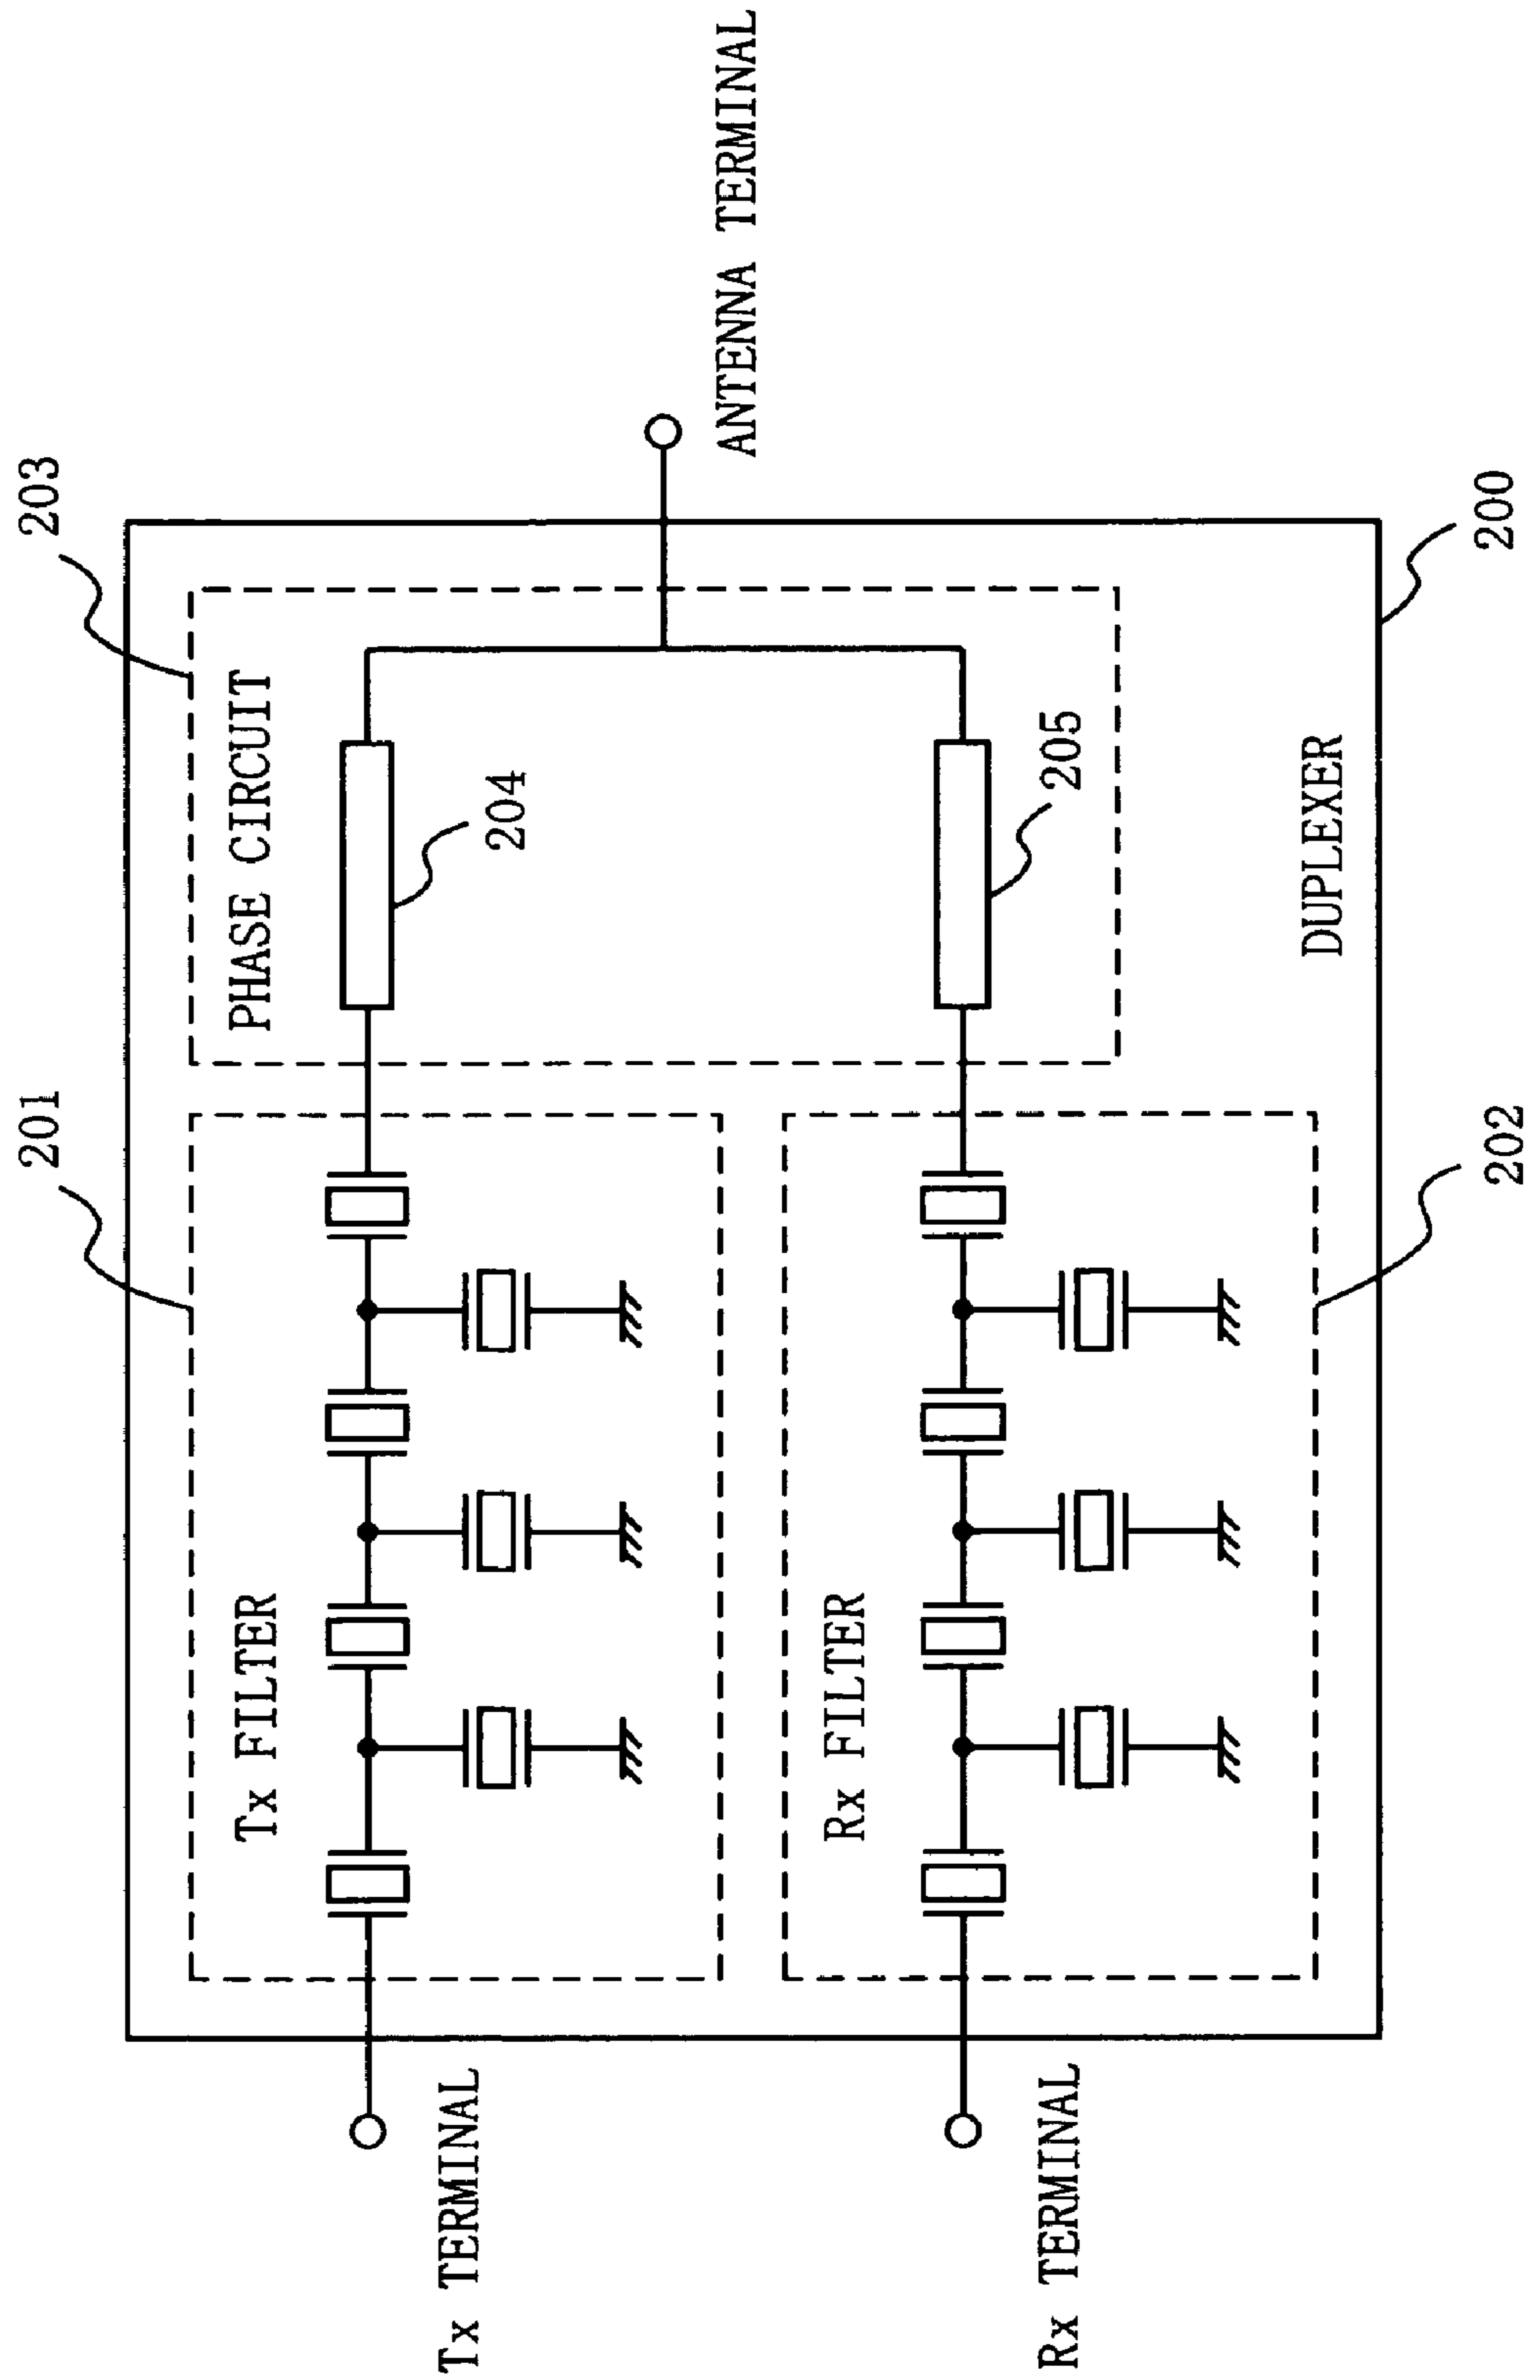 201
203
Tx FILTER
PHASE CIRCUIT
204
Tx TERMINAL
ANTENNA TERMINAL
Rx FILTER
205
Rx TERMINAL
DUPLEXER
202
200